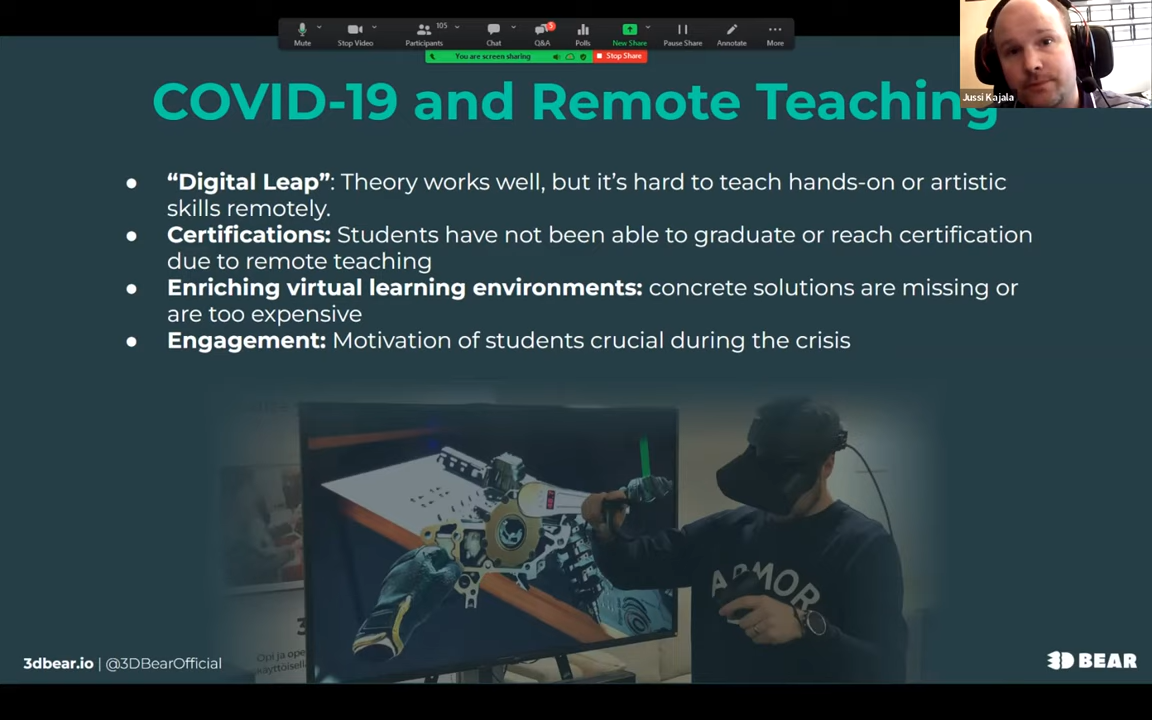 105
5
Mute
Stop Video
Participants
Chat
Q&A
Polls
New Share
Pause Share
Annotate
More
You are screen sharing
Stop Share
Jussi Kajala
COVID-19 and Remote Teaching
● “Digital Leap”: Theory works well, but it’s hard to teach hands-on or artistic
skills remotely.
● Certifications: Students have not been able to graduate or reach certification
due to remote teaching
● Enriching virtual learning environments: concrete solutions are missing or
are too expensive
● Engagement: Motivation of students crucial during the crisis
ARMOR
3
Opi ja
3dbear.io | @3DBearOfficial
3D BEAR